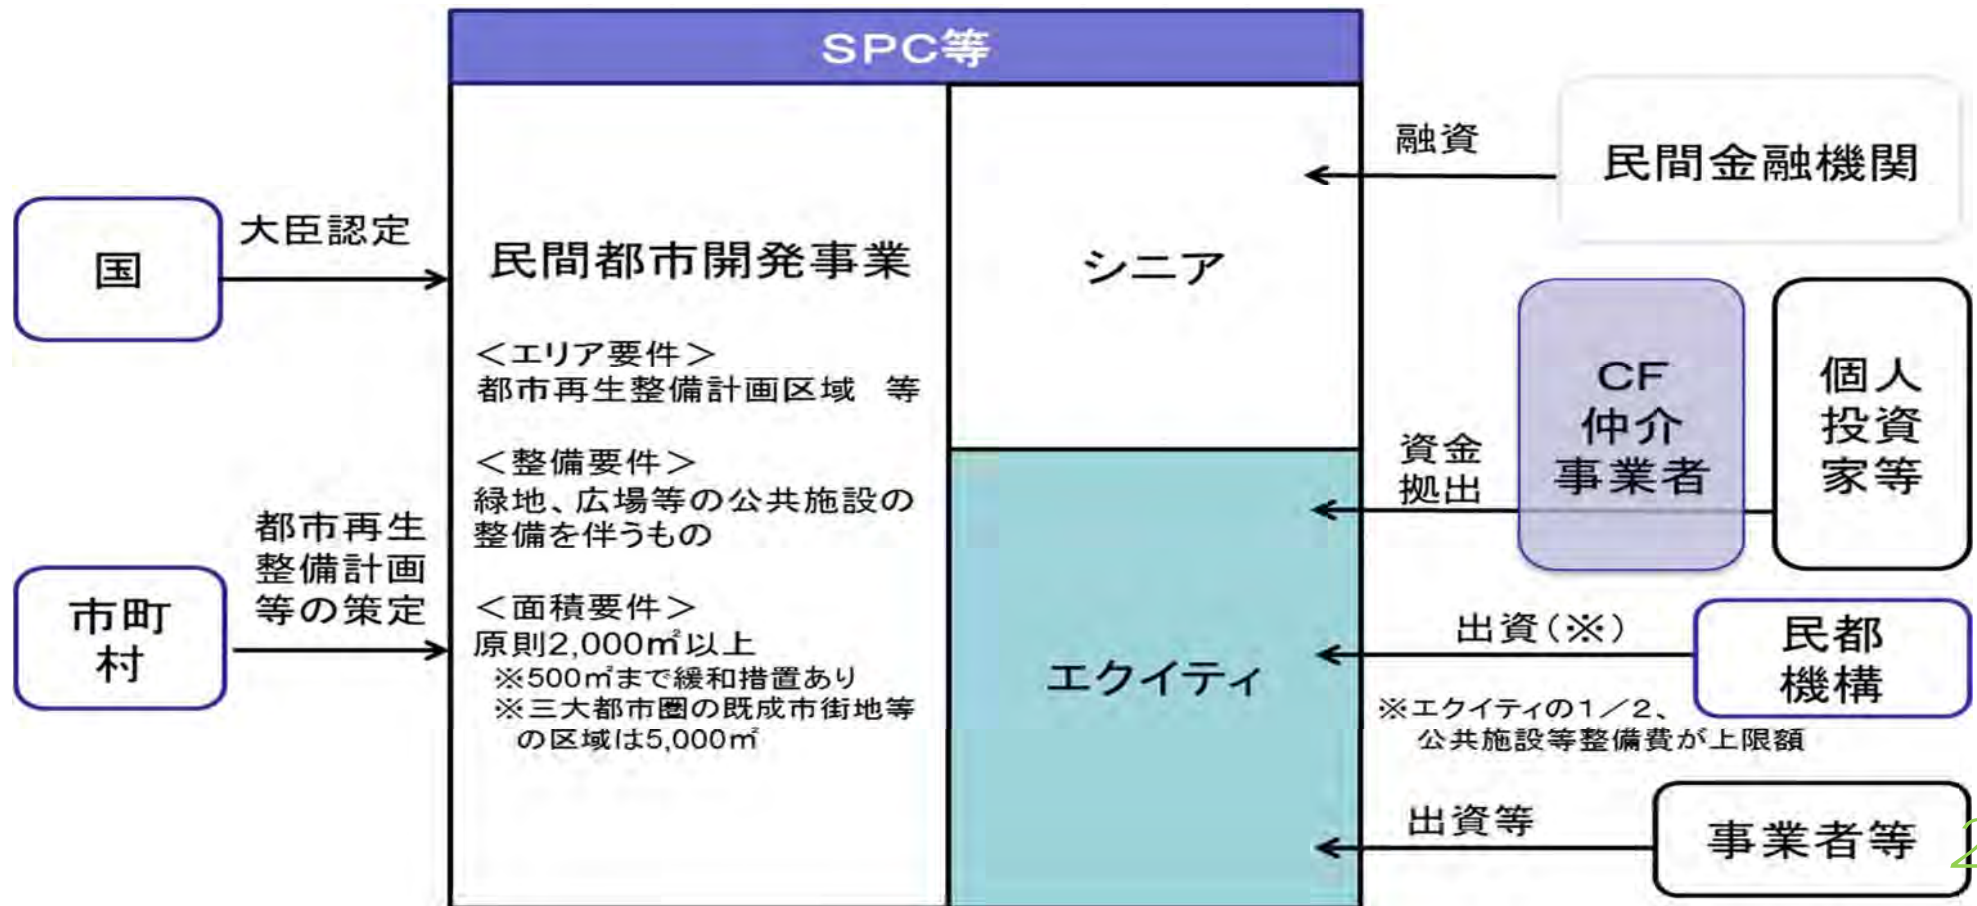 SPC等
国
大臣認定
市町
村
都市再生
整備計画
等の策定
民間都市開発事業
＜エリア要件＞
都市再生整備計画区域　等
＜整備要件＞
緑地、広場等の公共施設の
整備を伴うもの
＜面積要件＞
原則2,000㎡以上
※500㎡まで緩和措置あり
※三大都市圏の既成市街地等
の区域は5,000㎡
シニア
エクイティ
融資
民間金融機関
資金
拠出
CF
仲介
事業者
個人
投資
家等
出資(※)
民都
機構
※エクイティの1／2、
公共施設等整備費が上限額
出資等
事業者等
2